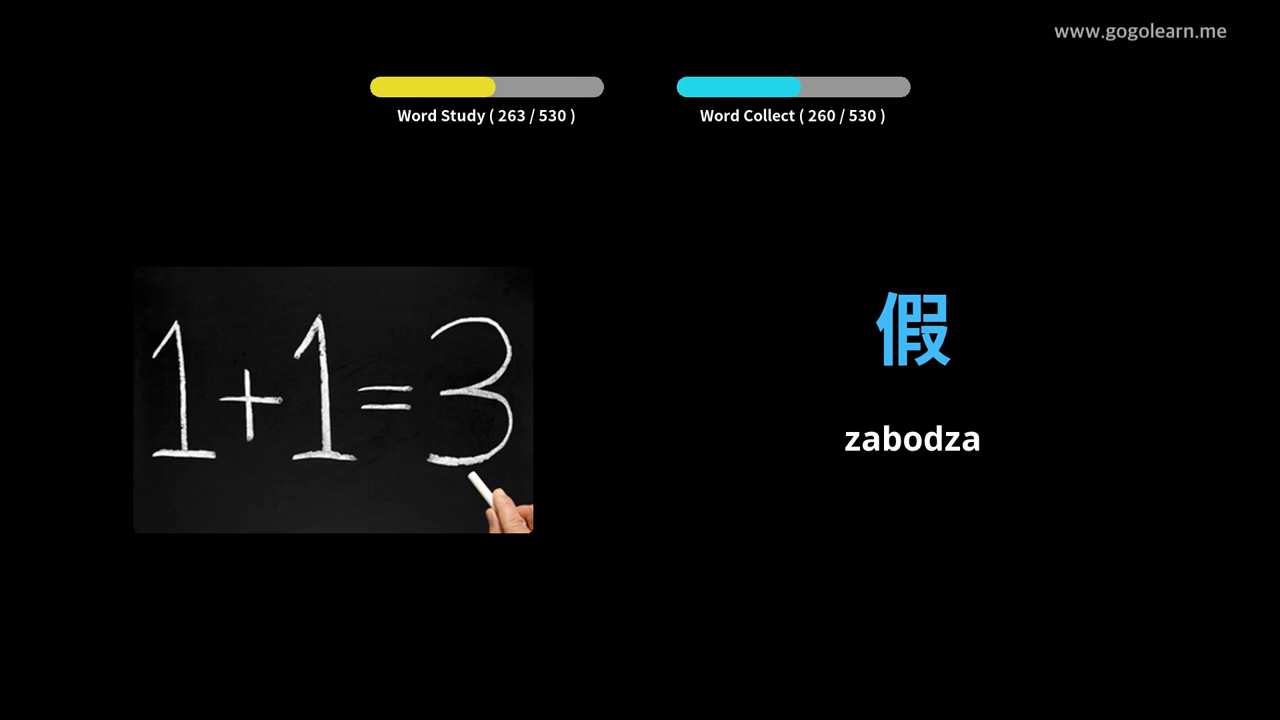 www.gogolearn.me
Word Study ( 263 / 530 )
Word Collect ( 260 / 530 )
1+1=3
假
zabodza